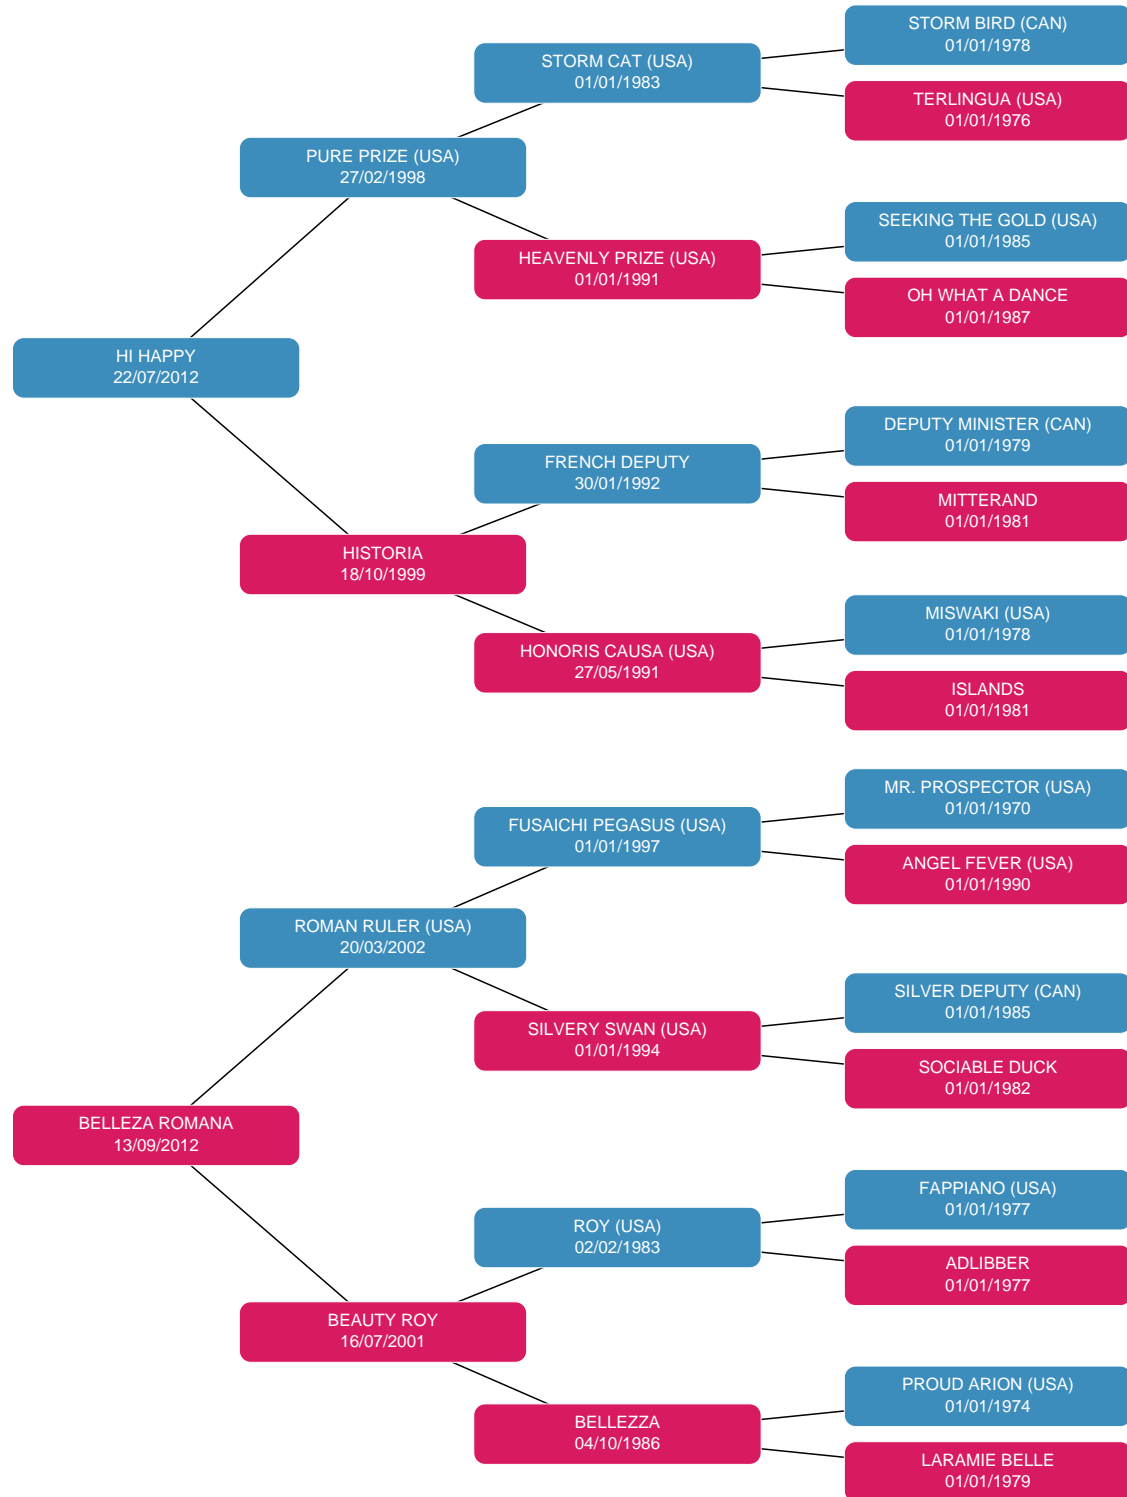 STORM BIRD (CAN)
01/01/1978
STORM CAT (USA)
01/01/1983
TERLINGUA (USA)
01/01/1976
PURE PRIZE (USA)
27/02/1998
SEEKING THE GOLD (USA)
01/01/1985
HEAVENLY PRIZE (USA)
01/01/1991
OH WHAT A DANCE
01/01/1987
HI HAPPY
22/07/2012
DEPUTY MINISTER (CAN)
01/01/1979
FRENCH DEPUTY
30/01/1992
MITTERAND
01/01/1981
HISTORIA
18/10/1999
MISWAKI (USA)
01/01/1978
HONORIS CAUSA (USA)
27/05/1991
ISLANDS
01/01/1981
MR. PROSPECTOR (USA)
01/01/1970
FUSAICHI PEGASUS (USA)
01/01/1997
ANGEL FEVER (USA)
01/01/1990
ROMAN RULER (USA)
20/03/2002
SILVER DEPUTY (CAN)
01/01/1985
SILVERY SWAN (USA)
01/01/1994
SOCIABLE DUCK
01/01/1982
BELLEZA ROMANA
13/09/2012
FAPPIANO (USA)
01/01/1977
ROY (USA)
02/02/1983
ADLIBBER
01/01/1977
BEAUTY ROY
16/07/2001
PROUD ARION (USA)
01/01/1974
BELLEZZA
04/10/1986
LARAMIE BELLE
01/01/1979